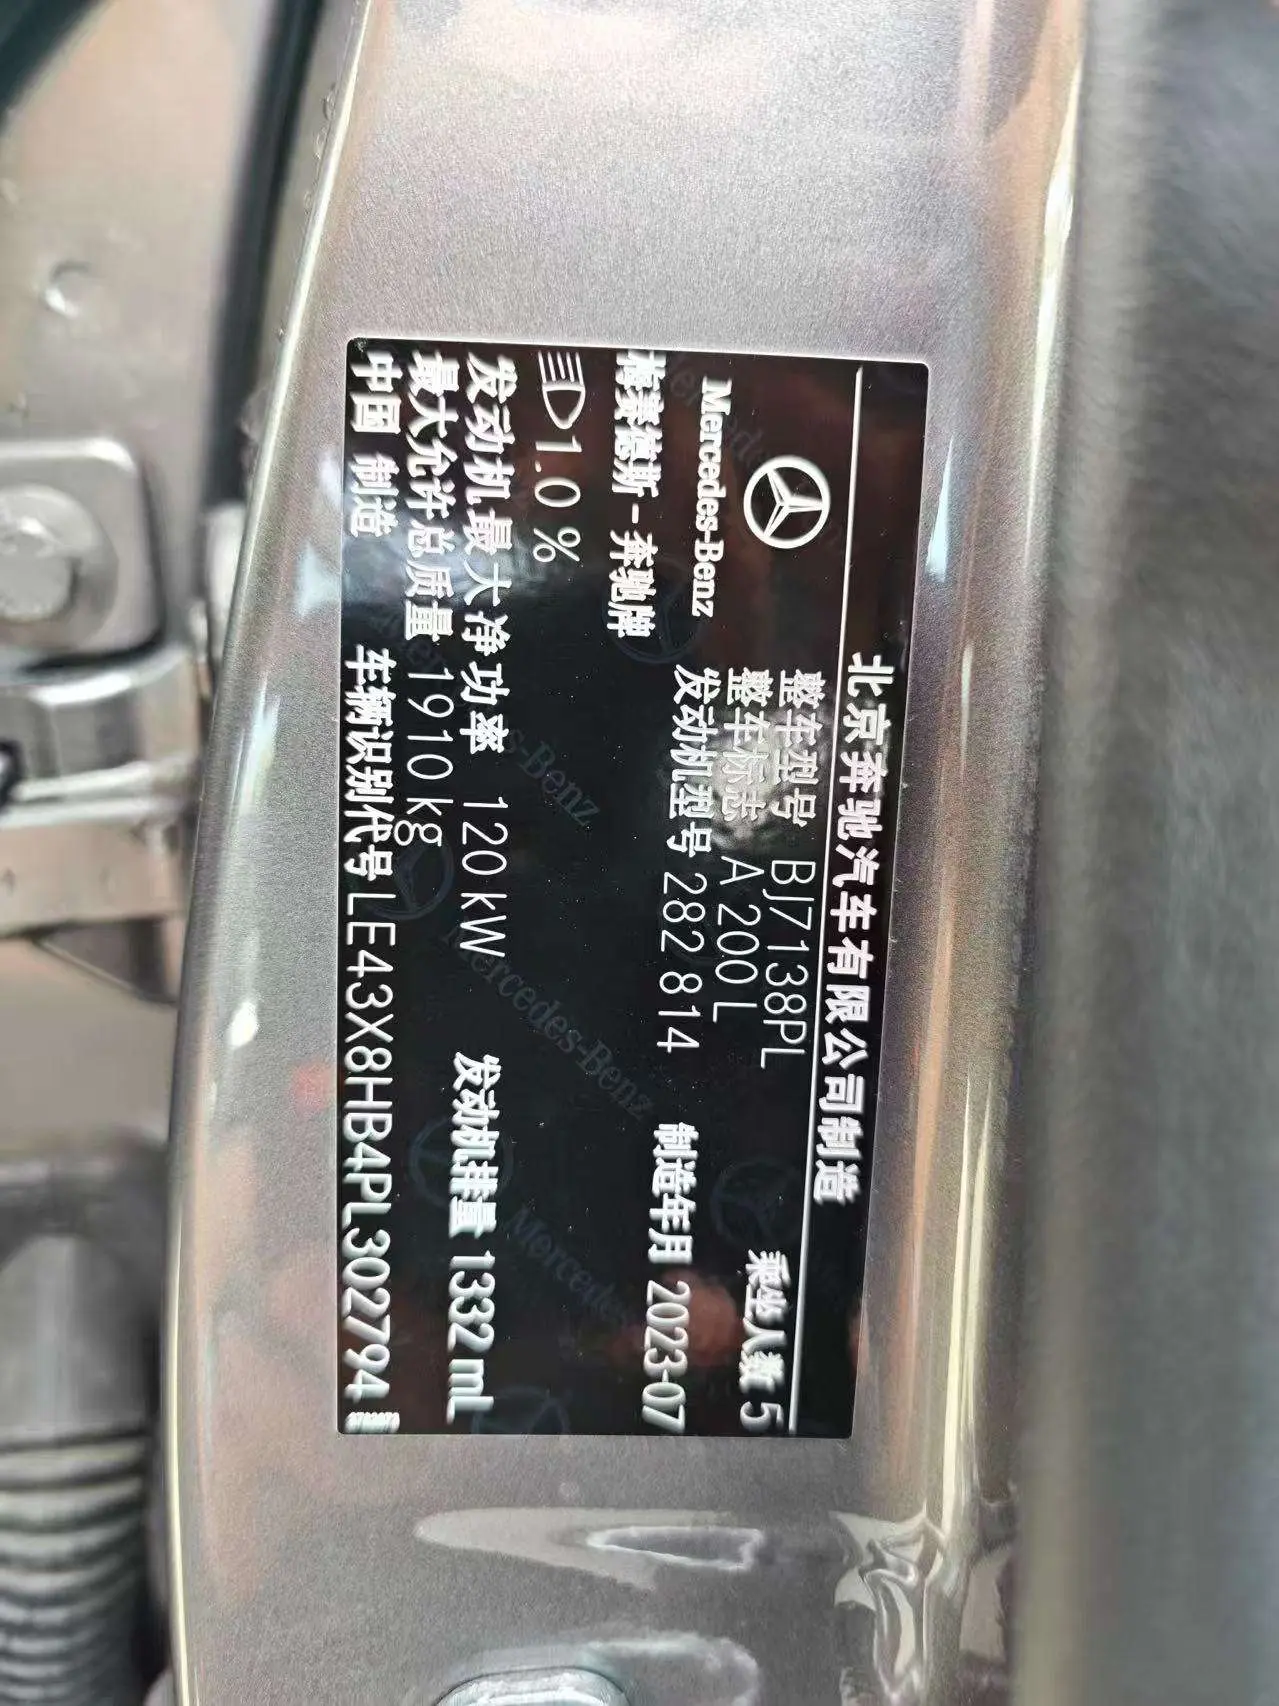 北京奔驰汽车有限公司制造
Mercedes-Benz
梅赛德斯-奔驰牌
整车型号 BJ7138PL
整车标志 A 200 L
乘坐人数 5
发动机型号 282 814
制造年月 2023-07
1.0%
发动机最大净功率 120 kW
发动机排量 1332 mL
最大允许总质量 1910 kg
中国 制造
车辆识别代号 LE43X8HB4PL302794